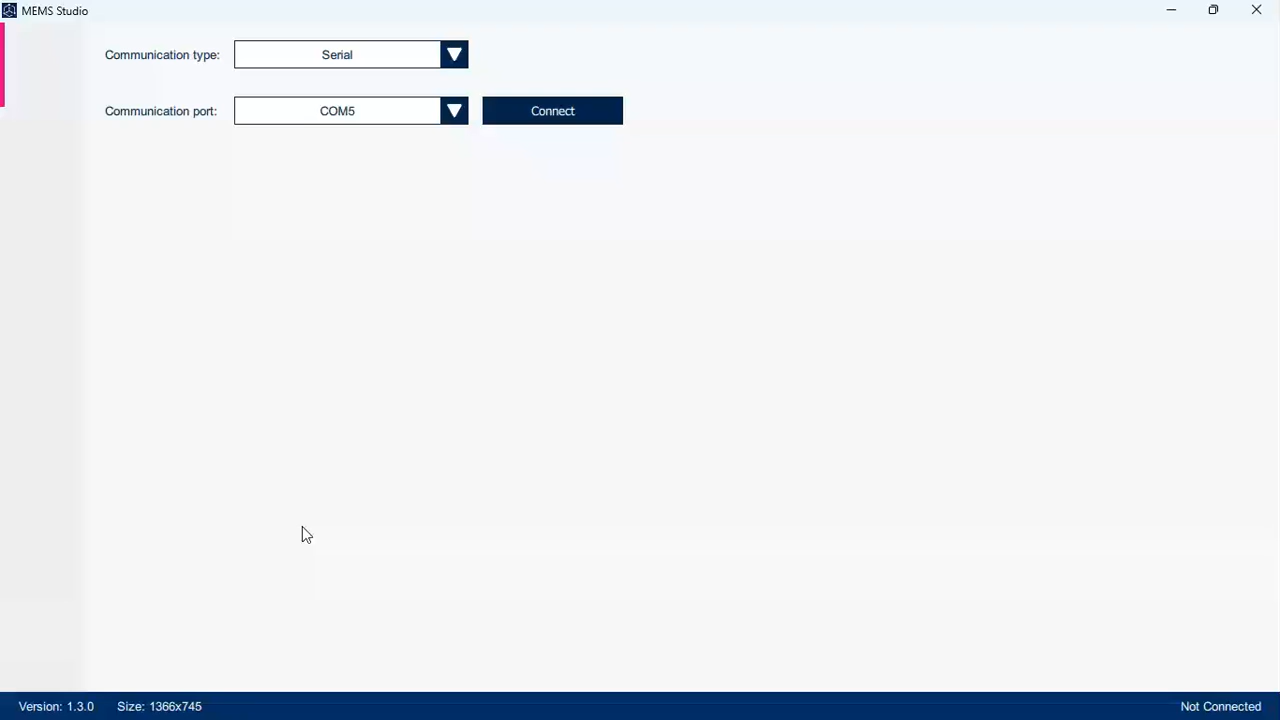 MEMS Studio
Communication type: Serial
Communication port: COM5 Connect
Version: 1.3.0 Size: 1366x745 Not Connected